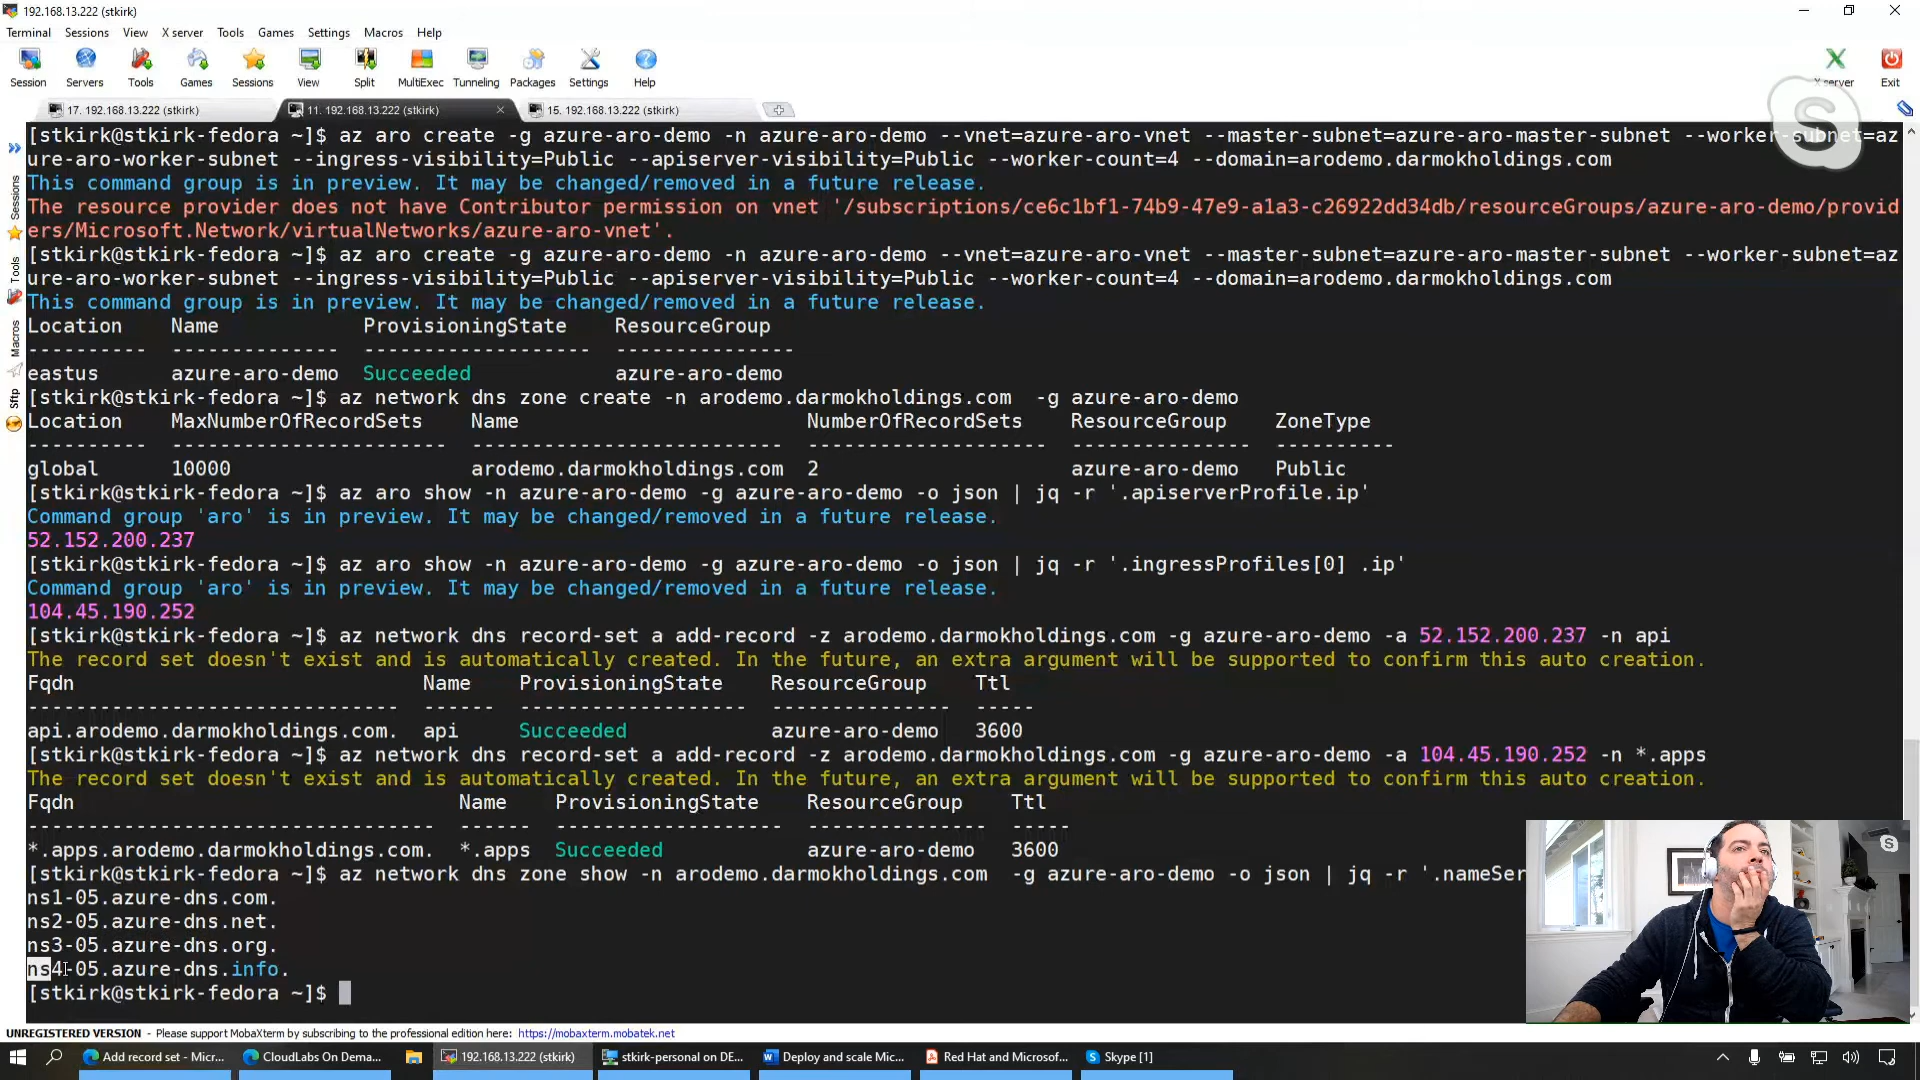 192.168.13.222 (stkirk)
Terminal Sessions View X server Tools Games Settings Macros Help
Session Servers Tools Games Sessions View Split MultiExec Tunneling Packages Settings Help X server Exit
17. 192.168.13.222 (stkirk) 11. 192.168.13.222 (stkirk) 15. 192.168.13.222 (stkirk)
Sessions
Tools
Macros
Sftp
[stkirk@stkirk-fedora ~]$ az aro create -g azure-aro-demo -n azure-aro-demo --vnet=azure-aro-vnet --master-subnet=azure-aro-master-subnet --worker-subnet=az
ure-aro-worker-subnet --ingress-visibility=Public --apiserver-visibility=Public --worker-count=4 --domain=arodemo.darmokholdings.com
This command group is in preview. It may be changed/removed in a future release.
The resource provider does not have Contributor permission on vnet '/subscriptions/ce6c1bf1-74b9-47e9-a1a3-c26922dd34db/resourceGroups/azure-aro-demo/provid
ers/Microsoft.Network/virtualNetworks/azure-aro-vnet'.
[stkirk@stkirk-fedora ~]$ az aro create -g azure-aro-demo -n azure-aro-demo --vnet=azure-aro-vnet --master-subnet=azure-aro-master-subnet --worker-subnet=az
ure-aro-worker-subnet --ingress-visibility=Public --apiserver-visibility=Public --worker-count=4 --domain=arodemo.darmokholdings.com
This command group is in preview. It may be changed/removed in a future release.
Location Name ProvisioningState ResourceGroup
---------- -------------- ------------------- ---------------
eastus azure-aro-demo Succeeded azure-aro-demo
[stkirk@stkirk-fedora ~]$ az network dns zone create -n arodemo.darmokholdings.com -g azure-aro-demo
Location MaxNumberOfRecordSets Name NumberOfRecordSets ResourceGroup ZoneType
---------- ----------------------- -------------------------- -------------------- --------------- ----------
global 10000 arodemo.darmokholdings.com 2 azure-aro-demo Public
[stkirk@stkirk-fedora ~]$ az aro show -n azure-aro-demo -g azure-aro-demo -o json | jq -r '.apiserverProfile.ip'
Command group 'aro' is in preview. It may be changed/removed in a future release.
52.152.200.237
[stkirk@stkirk-fedora ~]$ az aro show -n azure-aro-demo -g azure-aro-demo -o json | jq -r '.ingressProfiles[0] .ip'
Command group 'aro' is in preview. It may be changed/removed in a future release.
104.45.190.252
[stkirk@stkirk-fedora ~]$ az network dns record-set a add-record -z arodemo.darmokholdings.com -g azure-aro-demo -a 52.152.200.237 -n api
The record set doesn't exist and is automatically created. In the future, an extra argument will be supported to confirm this auto creation.
Fqdn Name ProvisioningState ResourceGroup Ttl
------------------------------- ------ ------------------- --------------- -----
api.arodemo.darmokholdings.com. api Succeeded azure-aro-demo 3600
[stkirk@stkirk-fedora ~]$ az network dns record-set a add-record -z arodemo.darmokholdings.com -g azure-aro-demo -a 104.45.190.252 -n *.apps
The record set doesn't exist and is automatically created. In the future, an extra argument will be supported to confirm this auto creation.
Fqdn Name ProvisioningState ResourceGroup Ttl
---------------------------------- ------ ------------------- --------------- -----
*.apps.arodemo.darmokholdings.com. *.apps Succeeded azure-aro-demo 3600
[stkirk@stkirk-fedora ~]$ az network dns zone show -n arodemo.darmokholdings.com -g azure-aro-demo -o json | jq -r '.nameSer
ns1-05.azure-dns.com.
ns2-05.azure-dns.net.
ns3-05.azure-dns.org.
ns4-05.azure-dns.info.
[stkirk@stkirk-fedora ~]$
UNREGISTERED VERSION - Please support MobaXterm by subscribing to the professional edition here: https://mobaxterm.mobatek.net
Add record set - Micr... CloudLabs On Dema... 192.168.13.222 (stkirk) stkirk-personal on DE... Deploy and scale Mic... Red Hat and Microsof... Skype [1]